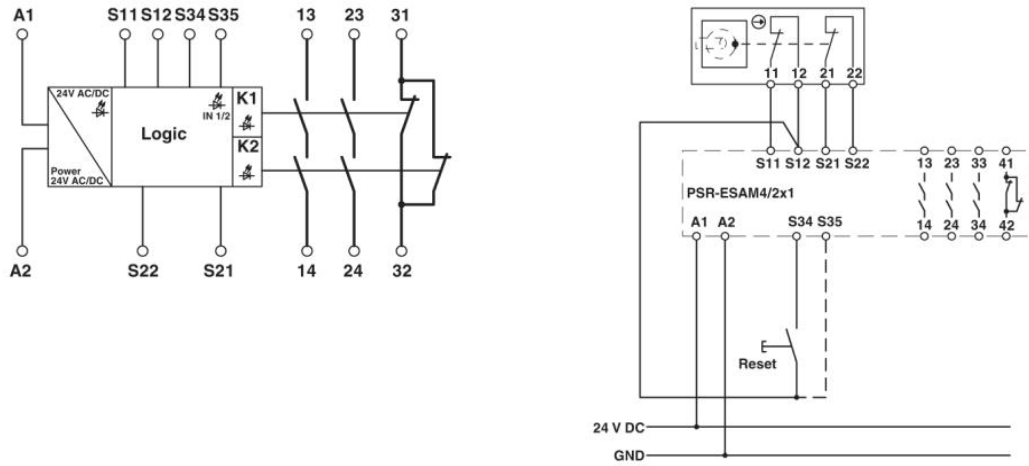 A1 S11 S12 S34 S35 13 23 31
24V AC/DC
IN 1/2
K1
Logic
K2
Power
24V AC/DC
A2 S22 S21 14 24 32
11 12 21 22
S11 S12 S21 S22 13 23 33 41
PSR-ESAM4/2x1
A1 A2 S34 S35 14 24 34 42
Reset
24 V DC
GND